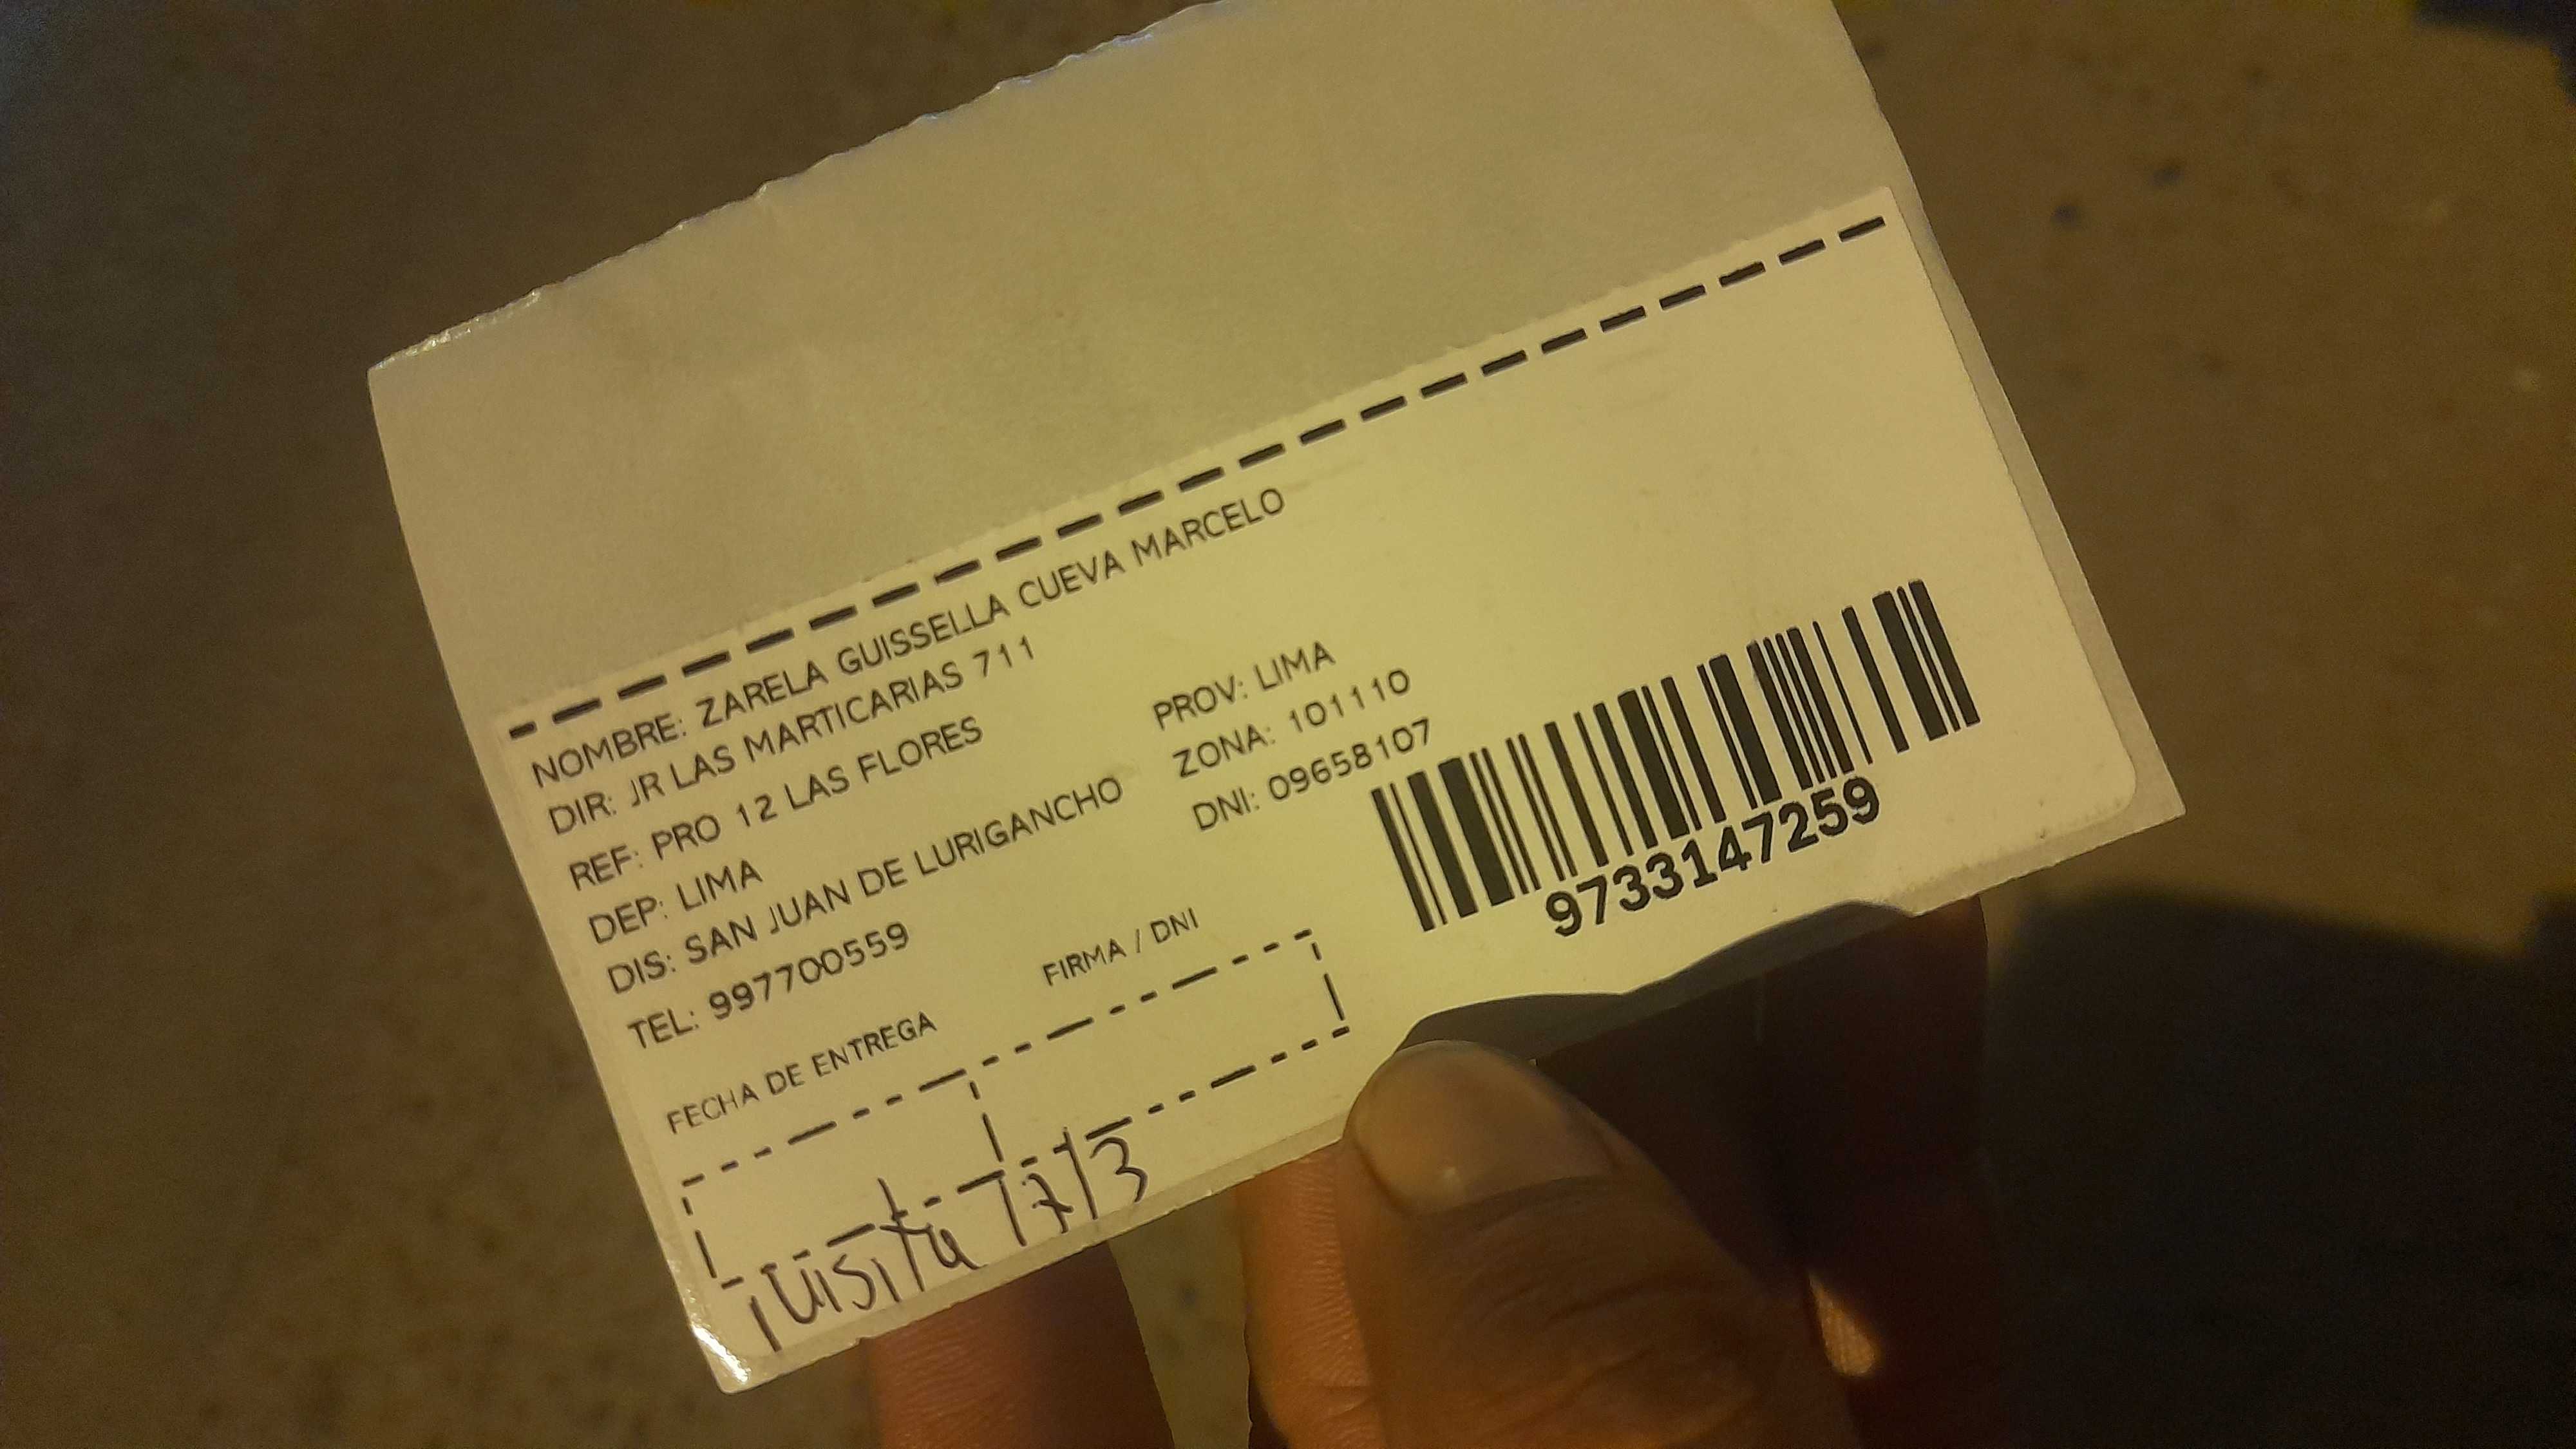 NOMBRE: ZARELA GUISSELLA CUEVA MARCELO
DIR: JR LAS MARTICARIAS 711
REF: PRO 12 LAS FLORES
DEP: LIMA PROV: LIMA
DIS: SAN JUAN DE LURIGANCHO ZONA: 101110
TEL: 997700559 DNI: 09658107
FECHA DE ENTREGA FIRMA / DNI
9733147259
1 visita 17/3